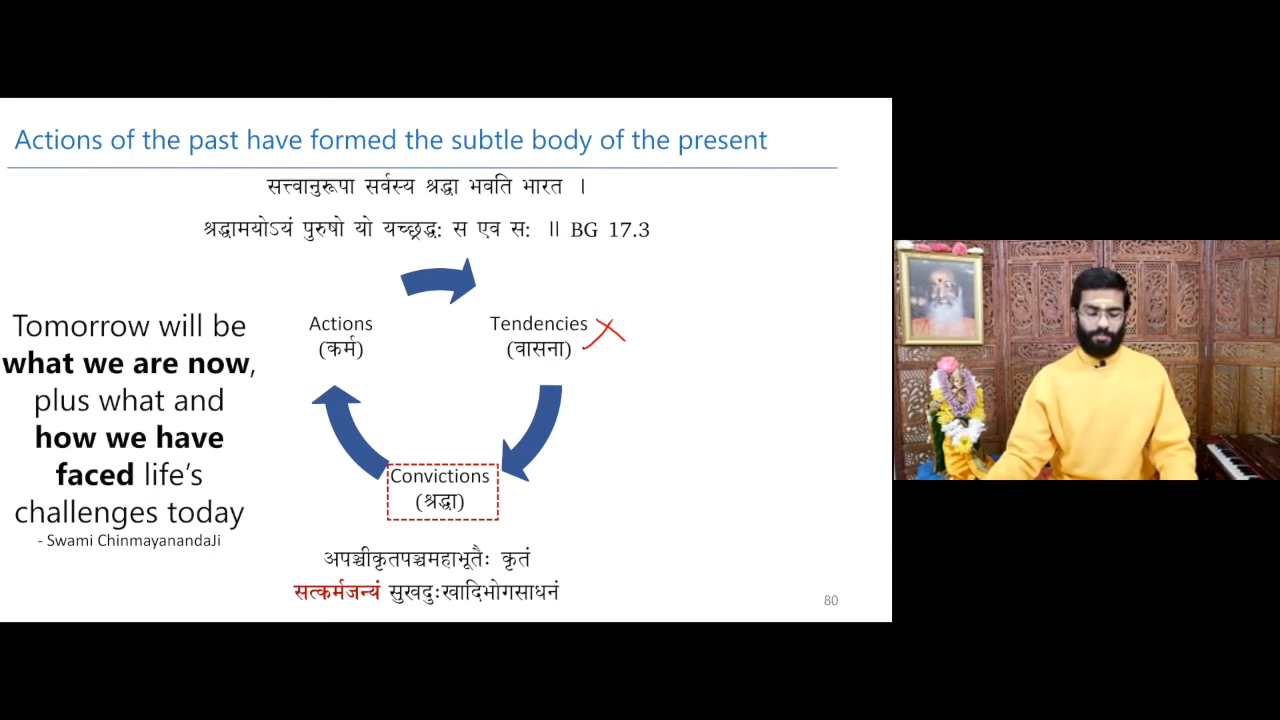 Actions of the past have formed the subtle body of the present
सत्त्वानुरूपा सर्वस्य श्रद्धा भवति भारत ।
श्रद्धामयोऽयं पुरुषो यो यच्छ्रद्धः स एव सः ॥ BG 17.3
Tomorrow will be
what we are now,
plus what and
how we have
faced life's
challenges today
- Swami ChinmayanandaJi
Actions
(कर्म)
Tendencies
(वासना)
Convictions
(श्रद्धा)
अपञ्चीकृतपञ्चमहाभूतैः कृतं
सत्कर्मजन्यं सुखदुःखादिभोगसाधनं
80